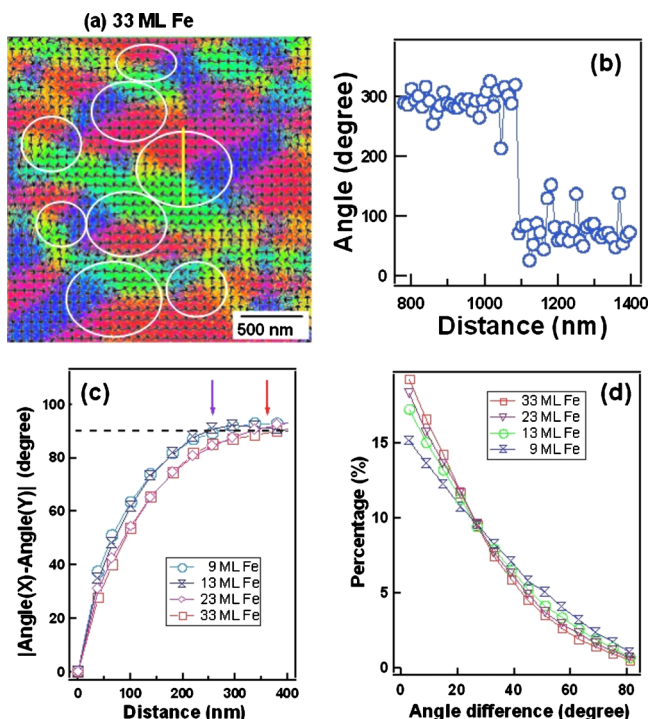 (a) 33 ML Fe
500 nm
(b)
Angle (degree)
300
200
100
0
800 1000 1200 1400
Distance (nm)
(c)
|Angle(X)-Angle(Y)| (degree)
100
80
60
40
20
0
9 ML Fe
13 ML Fe
23 ML Fe
33 ML Fe
0 100 200 300 400
Distance (nm)
(d)
Percentage (%)
15
10
5
0
33 ML Fe
23 ML Fe
13 ML Fe
9 ML Fe
0 20 40 60 80
Angle difference (degree)